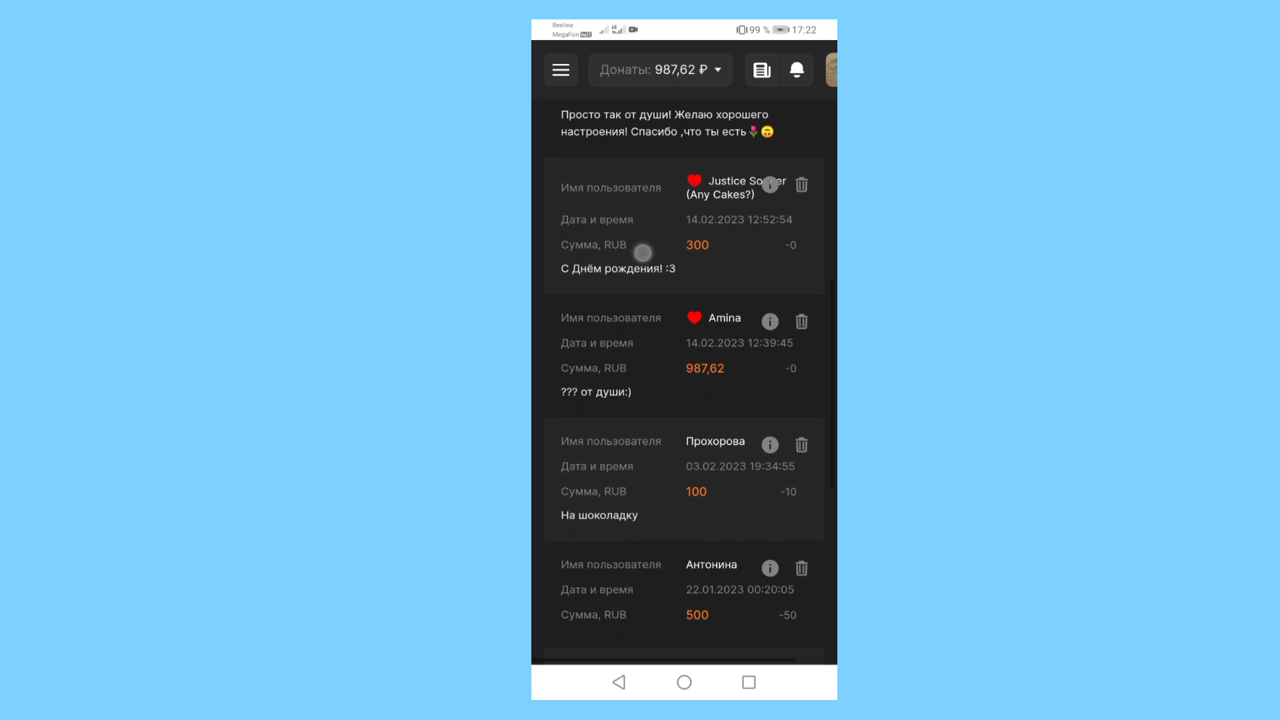 Beeline
MegaFon
4G
99 %
17:22
Донаты: 987,62 ₽
Просто так от души! Желаю хорошего
настроения! Спасибо ,что ты есть🌷🙃
Имя пользователя
❤ Justice
(Any Cakes?)
Дата и время
14.02.2023 12:52:54
Сумма, RUB
300
-0
С Днём рождения! :3
Имя пользователя
❤ Amina
Дата и время
14.02.2023 12:39:45
Сумма, RUB
987,62
-0
??? от души:)
Имя пользователя
Прохорова
Дата и время
03.02.2023 19:34:55
Сумма, RUB
100
-10
На шоколадку
Имя пользователя
Антонина
Дата и время
22.01.2023 00:20:05
Сумма, RUB
500
-50